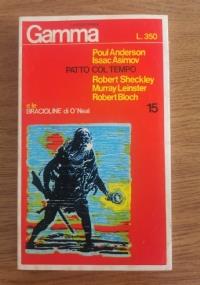 Gamma
L. 350
Poul Anderson
Isaac Asimov
PATTO COL TEMPO
Robert Sheckley
Murray Leinster
Robert Bloch
15
e le
BRACIOLINE di O'Neal